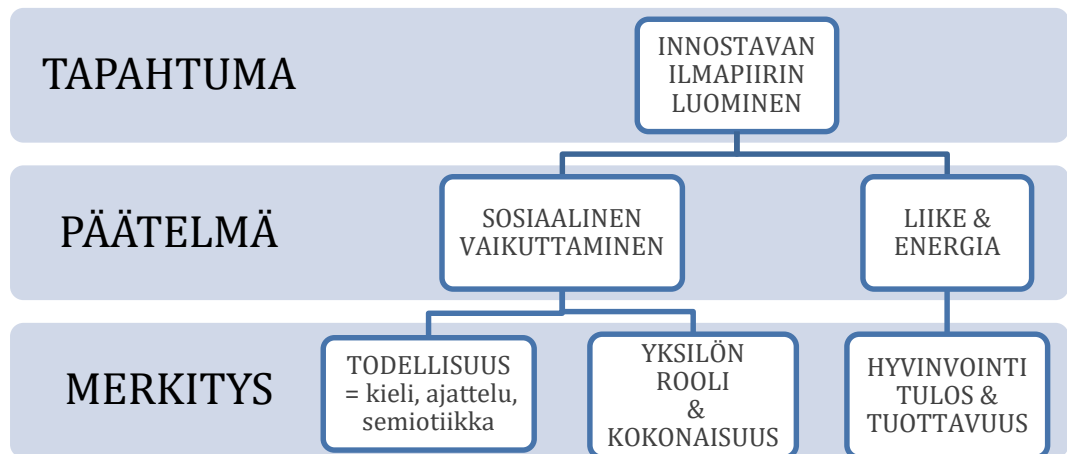 TAPAHTUMA
INNOSTAVAN
ILMAPIIRIN
LUOMINEN
PÄÄTELMÄ
SOSIAALINEN
VAIKUTTAMINEN
LIIKE &
ENERGIA
MERKITYS
TODELLISUUS
= kieli, ajattelu,
semiotiikka
YKSILÖN
ROOLI
&
KOKONAISUUS
HYVINVOINTI
TULOS &
TUOTTAVUUS